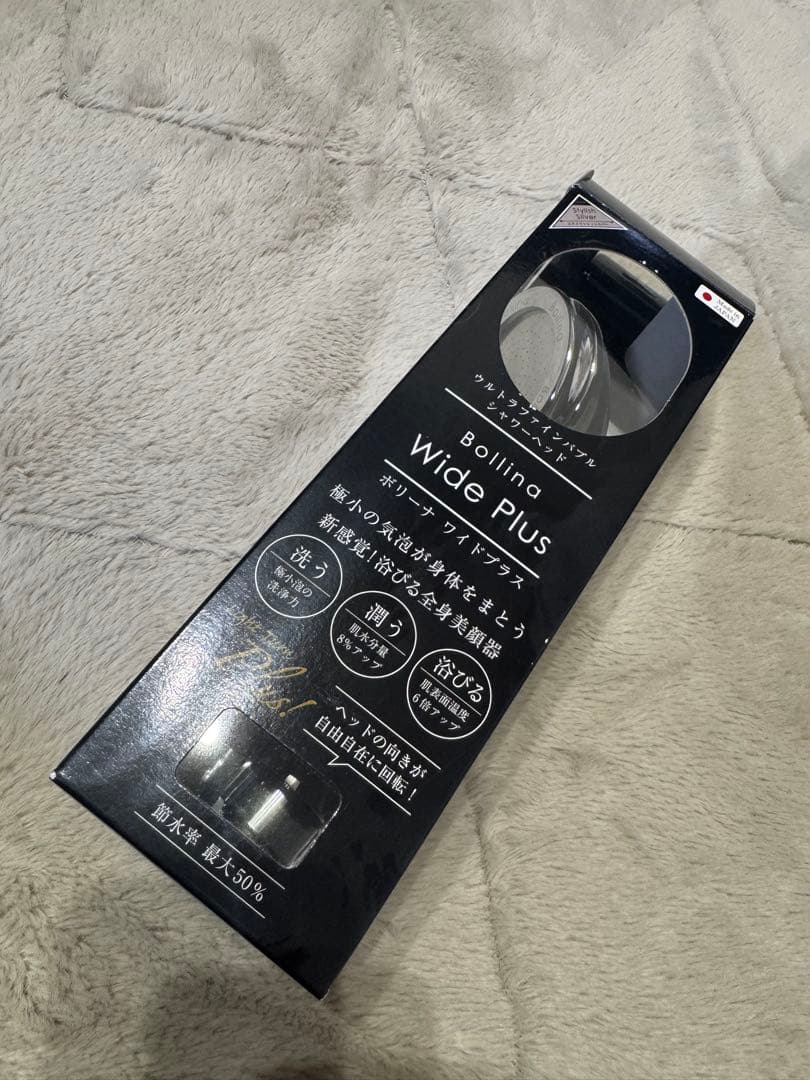 Stylish
Silver
Made in
JAPAN
ウルトラファインバブル
シャワーヘッド
Bollina
Wide Plus
ボリーナ ワイドプラス
極小の気泡が身体をまとう
新感覚!浴びる全身美顔器
洗う
極小泡の
洗浄力
潤う
肌水分量
8%アップ
浴びる
肌表面温度
6倍アップ
Plus!
ヘッドの向きが
自由自在に回転!
節水率 最大50%